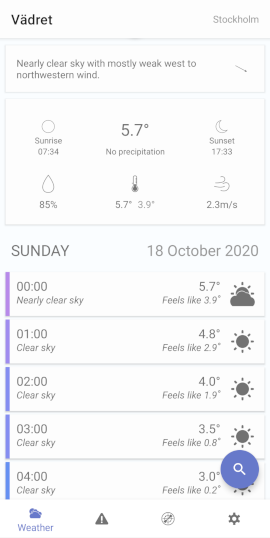 Vädret
Stockholm
Nearly clear sky with mostly weak west to
northwestern wind.
Sunrise
07:34
5.7°
No precipitation
Sunset
17:33
85%
5.7° 3.9°
2.3m/s
SUNDAY 18 October 2020
00:00 5.7°
Nearly clear sky Feels like 3.9°
01:00 4.8°
Clear sky Feels like 2.9°
02:00 4.0°
Clear sky Feels like 1.9°
03:00 3.5°
Clear sky Feels like 0.8°
04:00 3.0°
Clear sky Feels like 0.2°
Weather